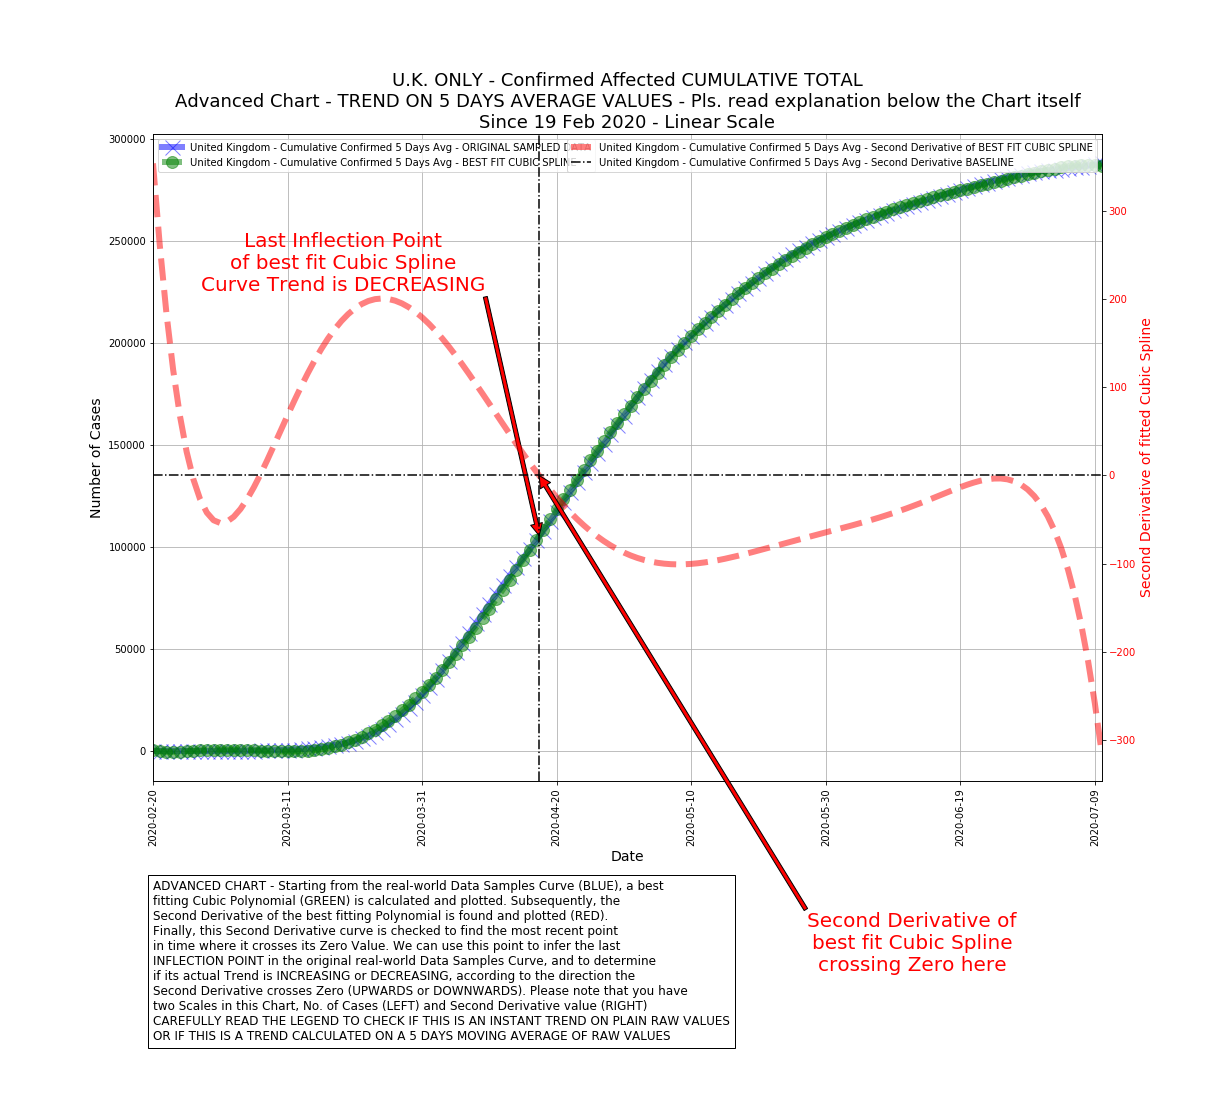 U.K. ONLY - Confirmed Affected CUMULATIVE TOTAL
Advanced Chart - TREND ON 5 DAYS AVERAGE VALUES - Pls. read explanation below the Chart itself
Since 19 Feb 2020 - Linear Scale
United Kingdom - Cumulative Confirmed 5 Days Avg - ORIGINAL SAMPLED DATA
United Kingdom - Cumulative Confirmed 5 Days Avg - BEST FIT CUBIC SPLINE
United Kingdom - Cumulative Confirmed 5 Days Avg - Second Derivative of BEST FIT CUBIC SPLINE
United Kingdom - Cumulative Confirmed 5 Days Avg - Second Derivative BASELINE
Last Inflection Point
of best fit Cubic Spline
Curve Trend is DECREASING
Number of Cases
300000
250000
200000
150000
100000
50000
0
Second Derivative of fitted Cubic Spline
300
200
100
0
−100
−200
−300
2020-02-20
2020-03-11
2020-03-31
2020-04-20
2020-05-10
2020-05-30
2020-06-19
2020-07-09
Date
Second Derivative of
best fit Cubic Spline
crossing Zero here
ADVANCED CHART - Starting from the real-world Data Samples Curve (BLUE), a best
fitting Cubic Polynomial (GREEN) is calculated and plotted. Subsequently, the
Second Derivative of the best fitting Polynomial is found and plotted (RED).
Finally, this Second Derivative curve is checked to find the most recent point
in time where it crosses its Zero Value. We can use this point to infer the last
INFLECTION POINT in the original real-world Data Samples Curve, and to determine
if its actual Trend is INCREASING or DECREASING, according to the direction the
Second Derivative crosses Zero (UPWARDS or DOWNWARDS). Please note that you have
two Scales in this Chart, No. of Cases (LEFT) and Second Derivative value (RIGHT)
CAREFULLY READ THE LEGEND TO CHECK IF THIS IS AN INSTANT TREND ON PLAIN RAW VALUES
OR IF THIS IS A TREND CALCULATED ON A 5 DAYS MOVING AVERAGE OF RAW VALUES